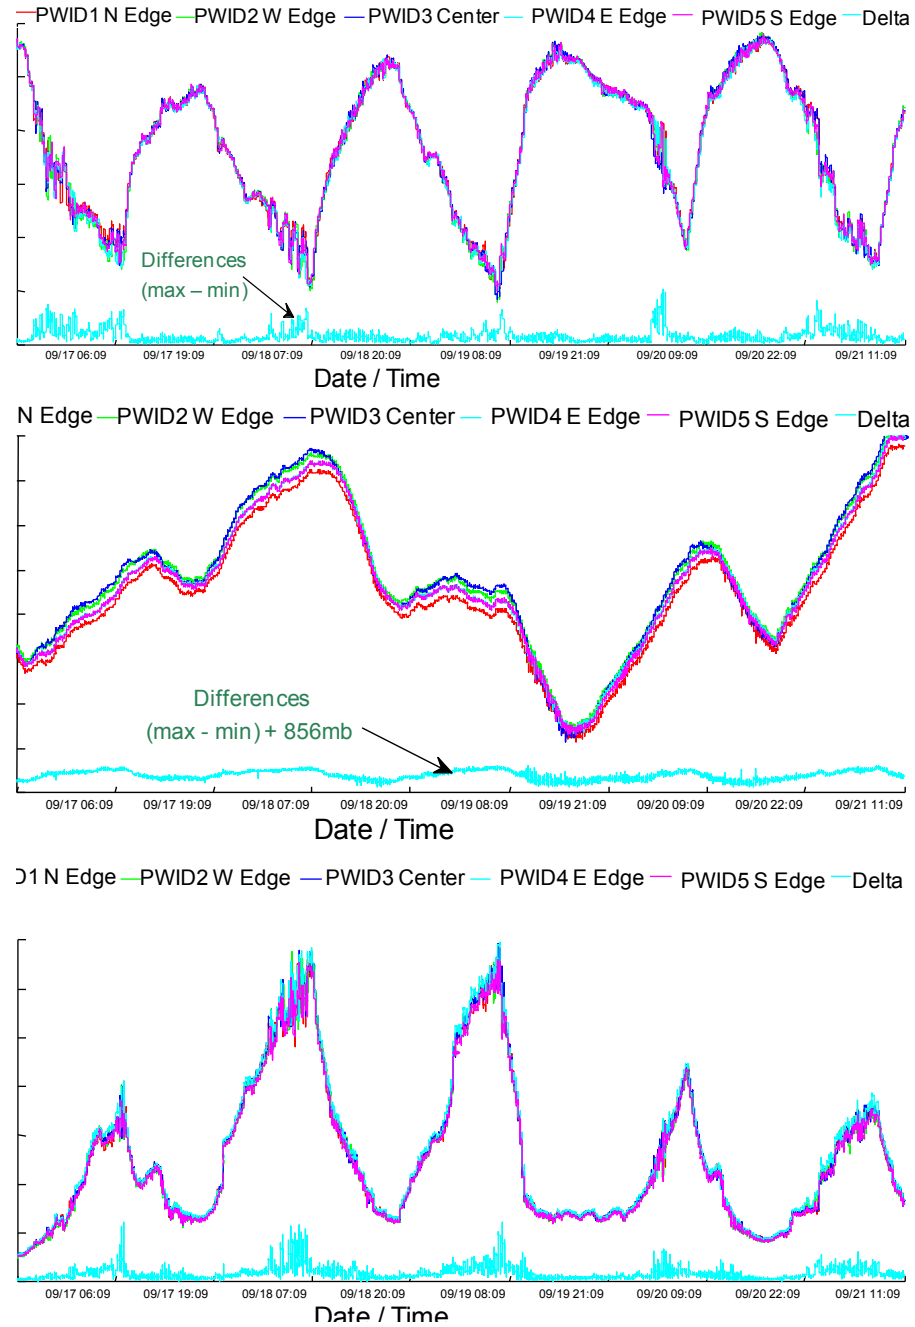 PWID1 N Edge PWID2 W Edge PWID3 Center PWID4 E Edge PWID5 S Edge Delta
Differences
(max – min)
09/17 06:09 09/17 19:09 09/18 07:09 09/18 20:09 09/19 08:09 09/19 21:09 09/20 09:09 09/20 22:09 09/21 11:09
Date / Time
N Edge PWID2 W Edge PWID3 Center PWID4 E Edge PWID5 S Edge Delta
Differences
(max - min) + 856mb
09/17 06:09 09/17 19:09 09/18 07:09 09/18 20:09 09/19 08:09 09/19 21:09 09/20 09:09 09/20 22:09 09/21 11:09
Date / Time
D1 N Edge PWID2 W Edge PWID3 Center PWID4 E Edge PWID5 S Edge Delta
09/17 06:09 09/17 19:09 09/18 07:09 09/18 20:09 09/19 08:09 09/19 21:09 09/20 09:09 09/20 22:09 09/21 11:09
Date / Time